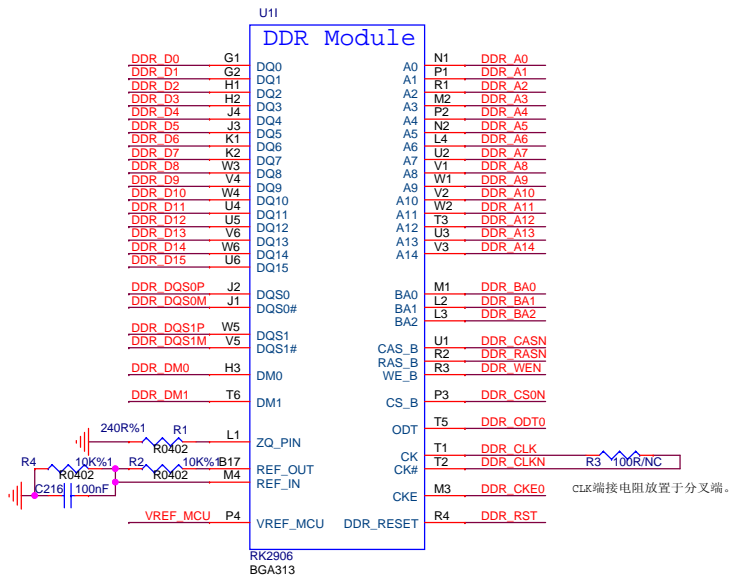 U1I
DDR Module
DDR_D0 G1 DQ0 A0 N1 DDR_A0
DDR_D1 G2 DQ1 A1 P1 DDR_A1
DDR_D2 H1 DQ2 A2 R1 DDR_A2
DDR_D3 H2 DQ3 A3 M2 DDR_A3
DDR_D4 J4 DQ4 A4 P2 DDR_A4
DDR_D5 J3 DQ5 A5 N2 DDR_A5
DDR_D6 K1 DQ6 A6 L4 DDR_A6
DDR_D7 K2 DQ7 A7 U2 DDR_A7
DDR_D8 W3 DQ8 A8 V1 DDR_A8
DDR_D9 V4 DQ9 A9 W1 DDR_A9
DDR_D10 W4 DQ10 A10 V2 DDR_A10
DDR_D11 U4 DQ11 A11 W2 DDR_A11
DDR_D12 U5 DQ12 A12 T3 DDR_A12
DDR_D13 V6 DQ13 A13 U3 DDR_A13
DDR_D14 W6 DQ14 A14 V3 DDR_A14
DDR_D15 U6 DQ15
DDR_DQS0P J2 DQS0 BA0 M1 DDR_BA0
DDR_DQS0M J1 DQS0# BA1 L2 DDR_BA1
BA2 L3 DDR_BA2
DDR_DQS1P W5 DQS1
DDR_DQS1M V5 DQS1# CAS_B U1 DDR_CASN
RAS_B R2 DDR_RASN
DDR_DM0 H3 DM0 WE_B R3 DDR_WEN
DDR_DM1 T6 DM1 CS_B P3 DDR_CS0N
ODT T5 DDR_ODT0
240R%1 R1 R0402 L1 ZQ_PIN
CK T1 DDR_CLK
R4 10K%1 R0402 R2 10K%1 R0402 B17 REF_OUT CK# T2 DDR_CLKN R3 100R/NC
M4 REF_IN
C216 100nF CKE M3 DDR_CKE0 CLK端接电阻放置于分叉端。
VREF_MCU P4 VREF_MCU DDR_RESET R4 DDR_RST
RK2906
BGA313